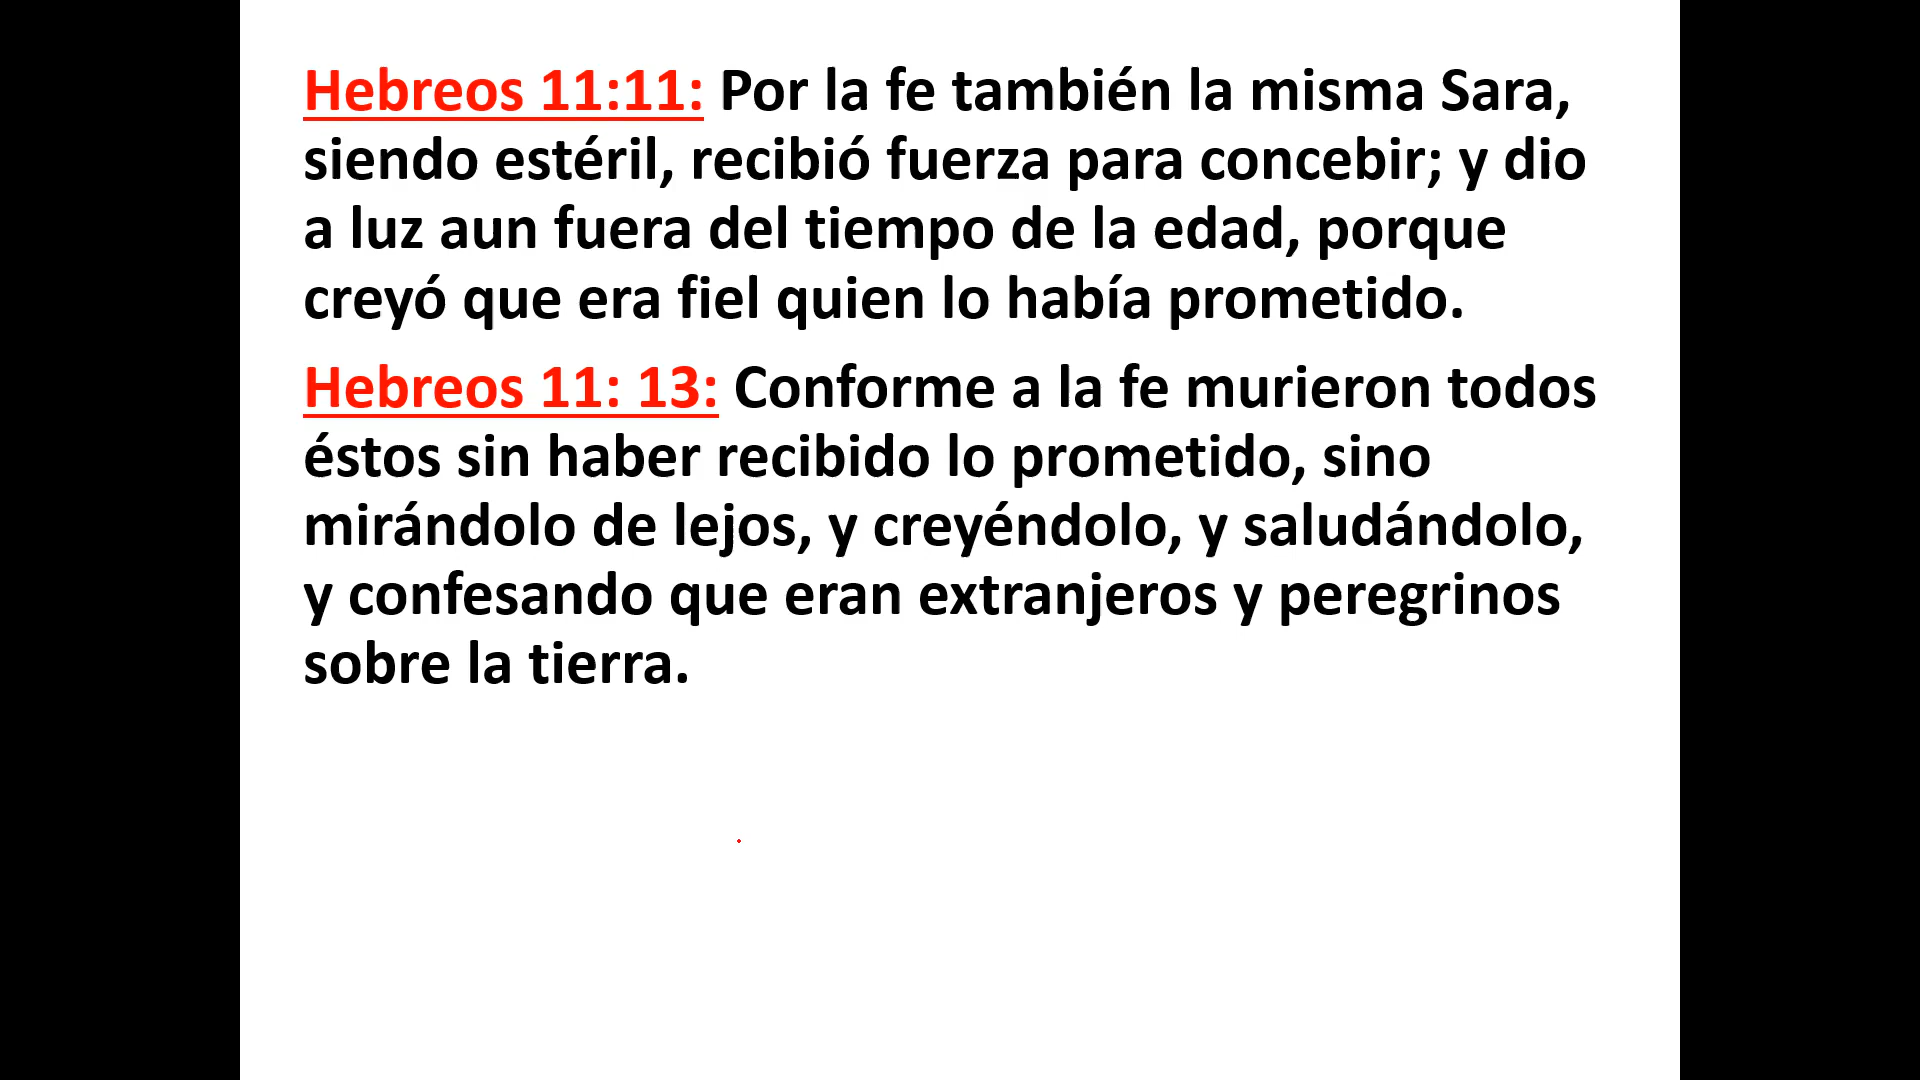 Hebreos 11:11: Por la fe también la misma Sara,
siendo estéril, recibió fuerza para concebir; y dio
a luz aun fuera del tiempo de la edad, porque
creyó que era fiel quien lo había prometido.
Hebreos 11: 13: Conforme a la fe murieron todos
éstos sin haber recibido lo prometido, sino
mirándolo de lejos, y creyéndolo, y saludándolo,
y confesando que eran extranjeros y peregrinos
sobre la tierra.